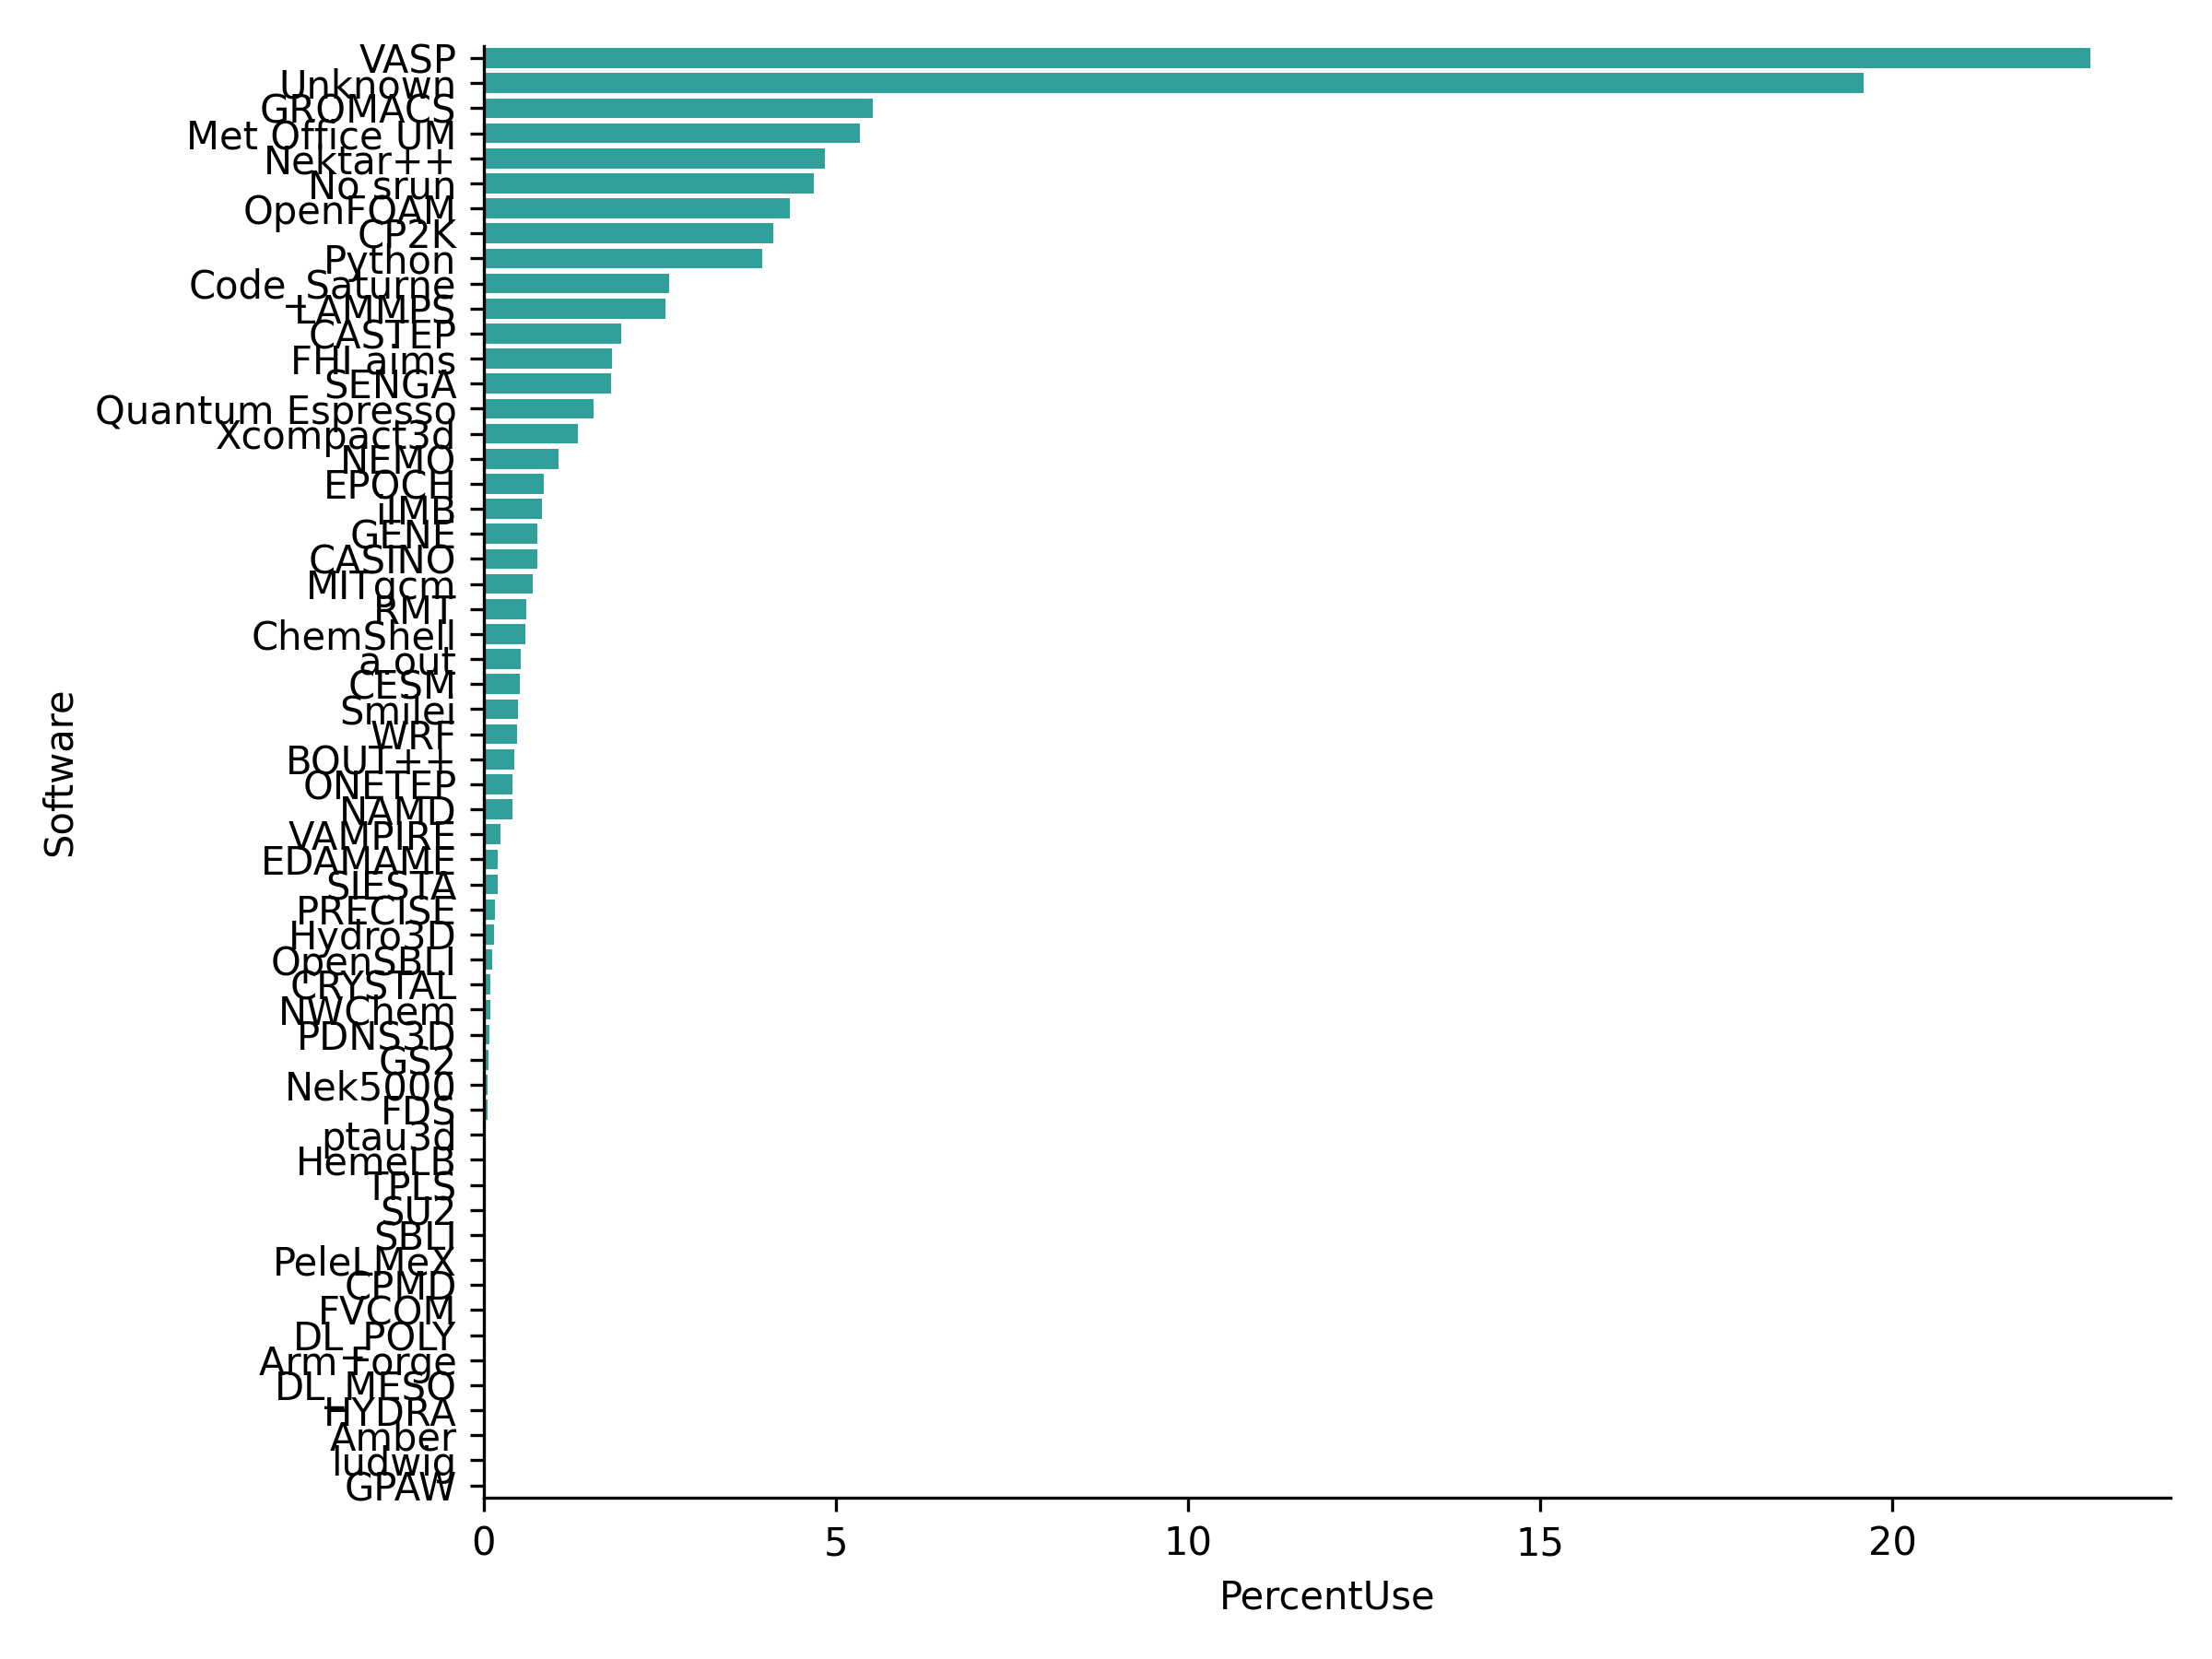 VASP
Unknown
GROMACS
Met Office UM
Nektar++
No srun
OpenFOAM
CP2K
Python
Code_Saturne
LAMMPS
CASTEP
FHI aims
SENGA
Quantum Espresso
Xcompact3d
NEMO
EPOCH
iIMB
GENE
CASINO
MITgcm
RMT
ChemShell
a.out
CESM
Smilei
WRF
BOUT++
ONETEP
NAMD
VAMPIRE
EDAMAME
SIESTA
PRECISE
Hydro3D
OpenSBLI
CRYSTAL
NWChem
PDNS3D
GS2
Nek5000
FDS
ptau3d
HemeLB
TPLS
SU2
SBLI
PeleLMeX
CPMD
FVCOM
DL_POLY
Arm Forge
DL_MESO
HYDRA
Amber
ludwig
GPAW
Software
0 5 10 15 20
PercentUse